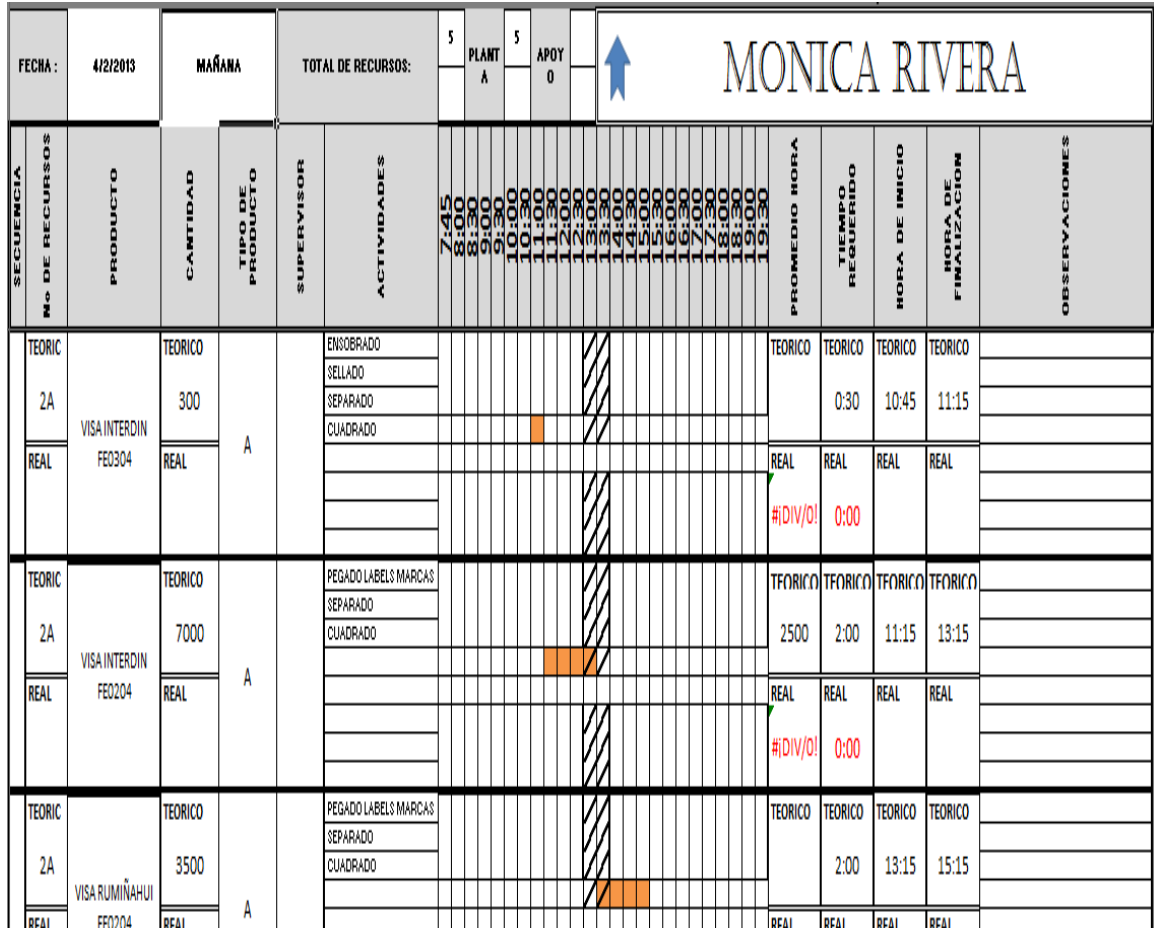 FECHA : 4/2/2013 MAÑANA TOTAL DE RECURSOS: 5 PLANT A 5 APOY O MONICA RIVERA
SECUENCIA No DE RECURSOS PRODUCTO CANTIDAD TIPO DE PRODUCTO SUPERVISOR ACTIVIDADES 7:45 8:00 8:30 9:00 9:30 10:00 10:30 11:00 11:30 12:00 12:30 13:00 13:30 14:00 14:30 15:00 15:30 16:00 16:30 17:00 17:30 18:00 18:30 19:00 19:30 PROMEDIO HORA TIEMPO REQUERIDO HORA DE INICIO HORA DE FINALIZACION OBSERVACIONES
TEORIC TEORICO ENSOBRADO TEORICO TEORICO TEORICO TEORICO
SELLADO
2A 300 SEPARADO 0:30 10:45 11:15
VISA INTERDIN CUADRADO
FE0304 A
REAL REAL REAL REAL REAL REAL
#¡DIV/0! 0:00
TEORIC TEORICO PEGADO LABELS MARCAS TEORICO TEORICO TEORICO TEORICO
SEPARADO
2A 7000 CUADRADO 2500 2:00 11:15 13:15
VISA INTERDIN
FE0204 A
REAL REAL REAL REAL REAL REAL
#¡DIV/0! 0:00
TEORIC TEORICO PEGADO LABELS MARCAS TEORICO TEORICO TEORICO TEORICO
SEPARADO
2A 3500 CUADRADO 2:00 13:15 15:15
VISA RUMIÑAHUI
FE0204 A
REAL REAL REAL REAL REAL REAL